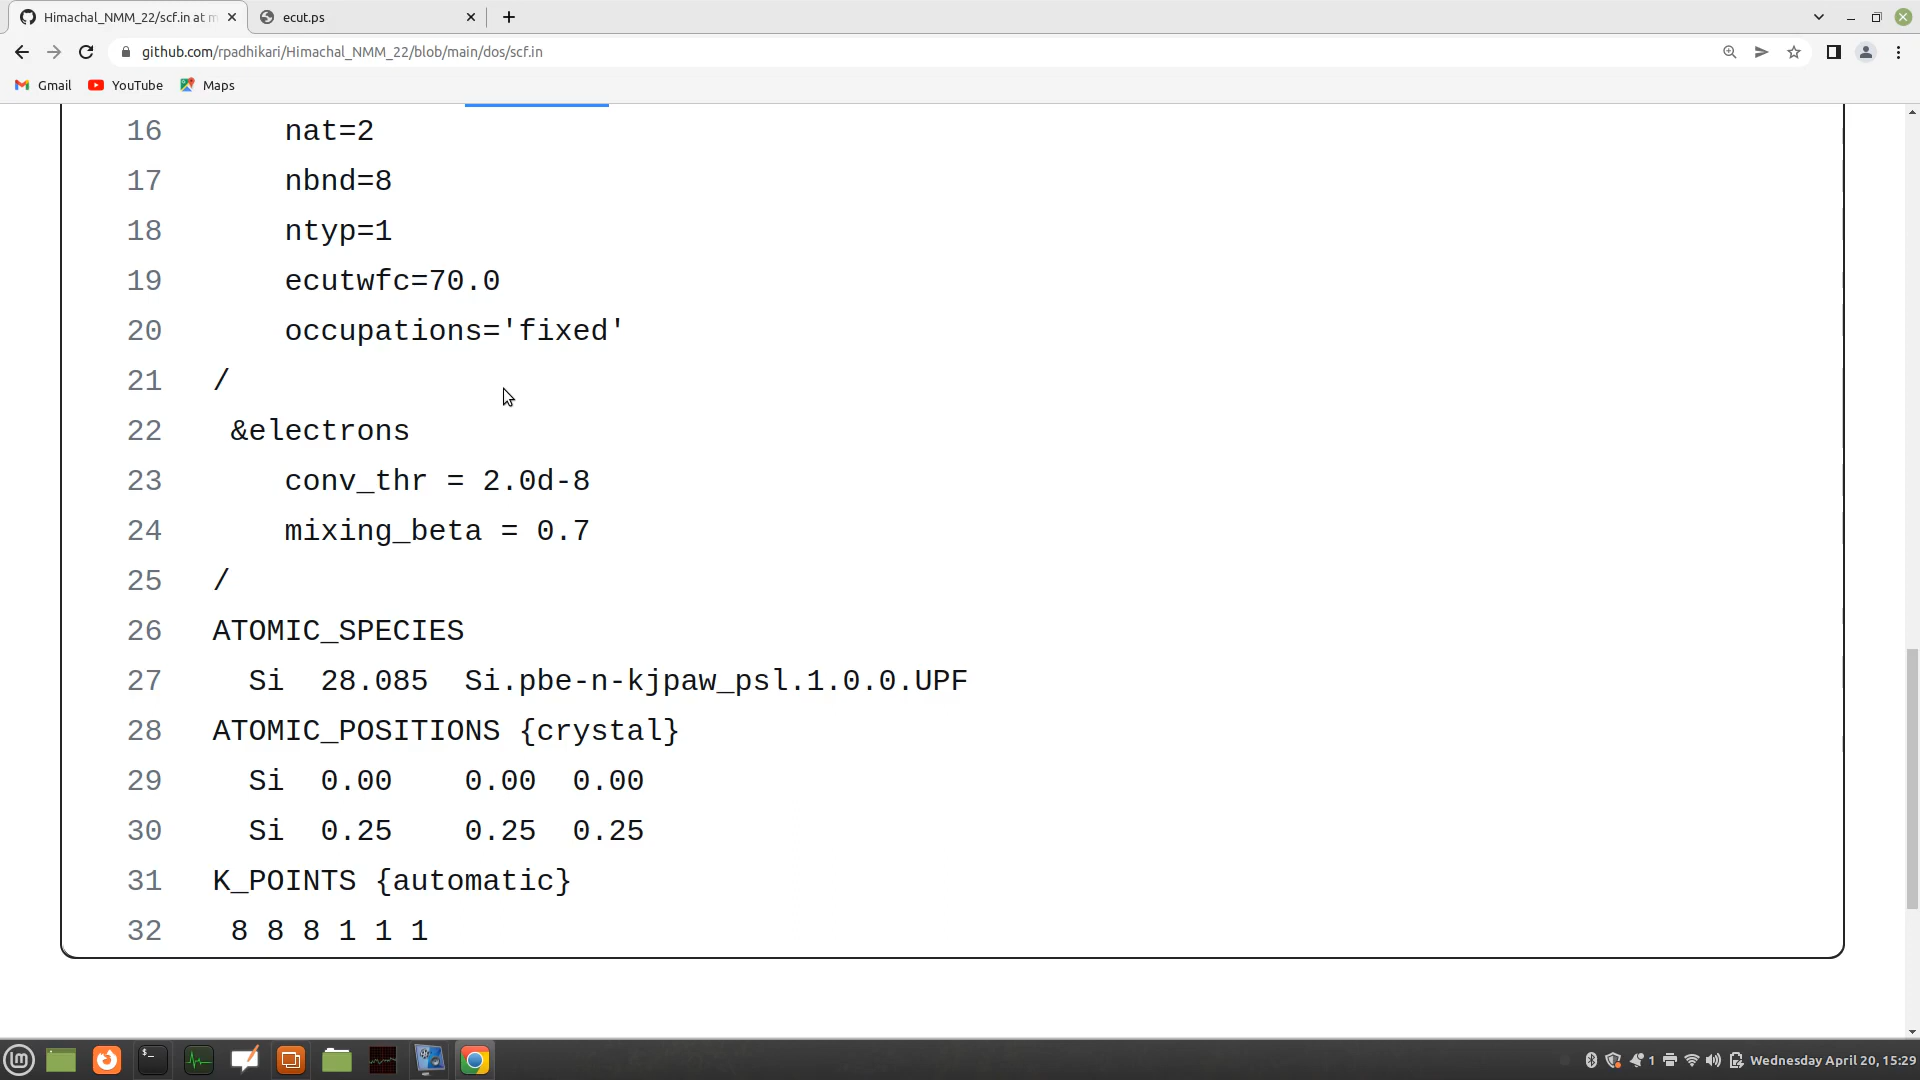 Himachal_NMM_22/scf.in at m
ecut.ps
github.com/rpadhikari/Himachal_NMM_22/blob/main/dos/scf.in
Gmail
YouTube
Maps
16 nat=2
17 nbnd=8
18 ntyp=1
19 ecutwfc=70.0
20 occupations='fixed'
21 /
22 &electrons
23 conv_thr = 2.0d-8
24 mixing_beta = 0.7
25 /
26 ATOMIC_SPECIES
27 Si 28.085 Si.pbe-n-kjpaw_psl.1.0.0.UPF
28 ATOMIC_POSITIONS {crystal}
29 Si 0.00 0.00 0.00
30 Si 0.25 0.25 0.25
31 K_POINTS {automatic}
32 8 8 8 1 1 1
1
Wednesday April 20, 15:29